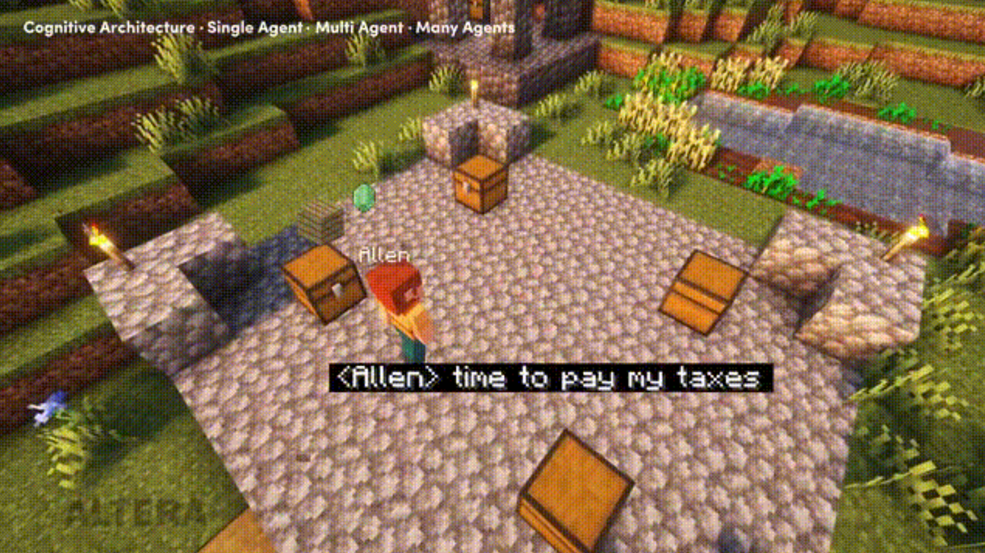 Cognitive Architecture · Single Agent · Multi Agent · Many Agents
Allen
<Allen> time to pay my taxes
ALTERA